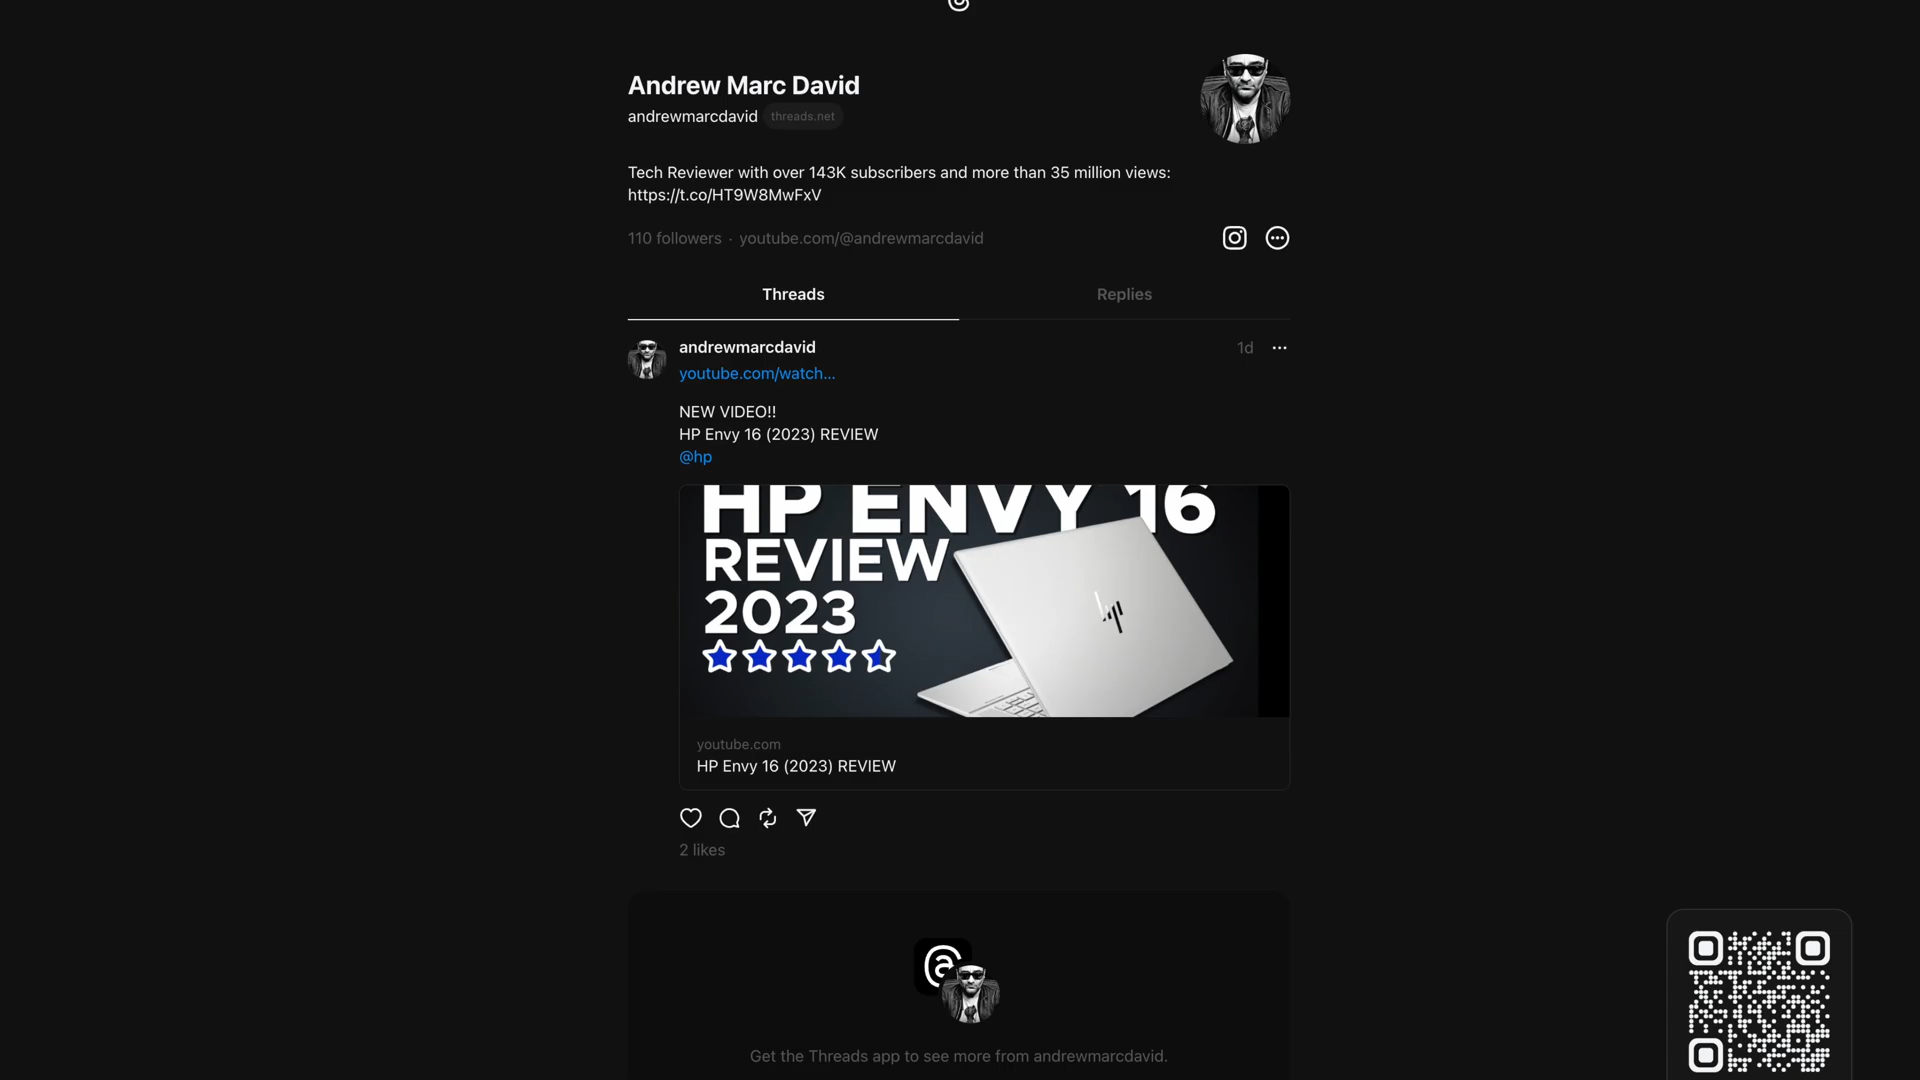 Andrew Marc David
andrewmarcdavid threads.net
Tech Reviewer with over 143K subscribers and more than 35 million views:
https://t.co/HT9W8MwFxV
110 followers · youtube.com/@andrewmarcdavid
Threads
Replies
andrewmarcdavid 1d
youtube.com/watch...
NEW VIDEO!!
HP Envy 16 (2023) REVIEW
@hp
HP ENVY 16
REVIEW
2023
youtube.com
HP Envy 16 (2023) REVIEW
2 likes
Get the Threads app to see more from andrewmarcdavid.